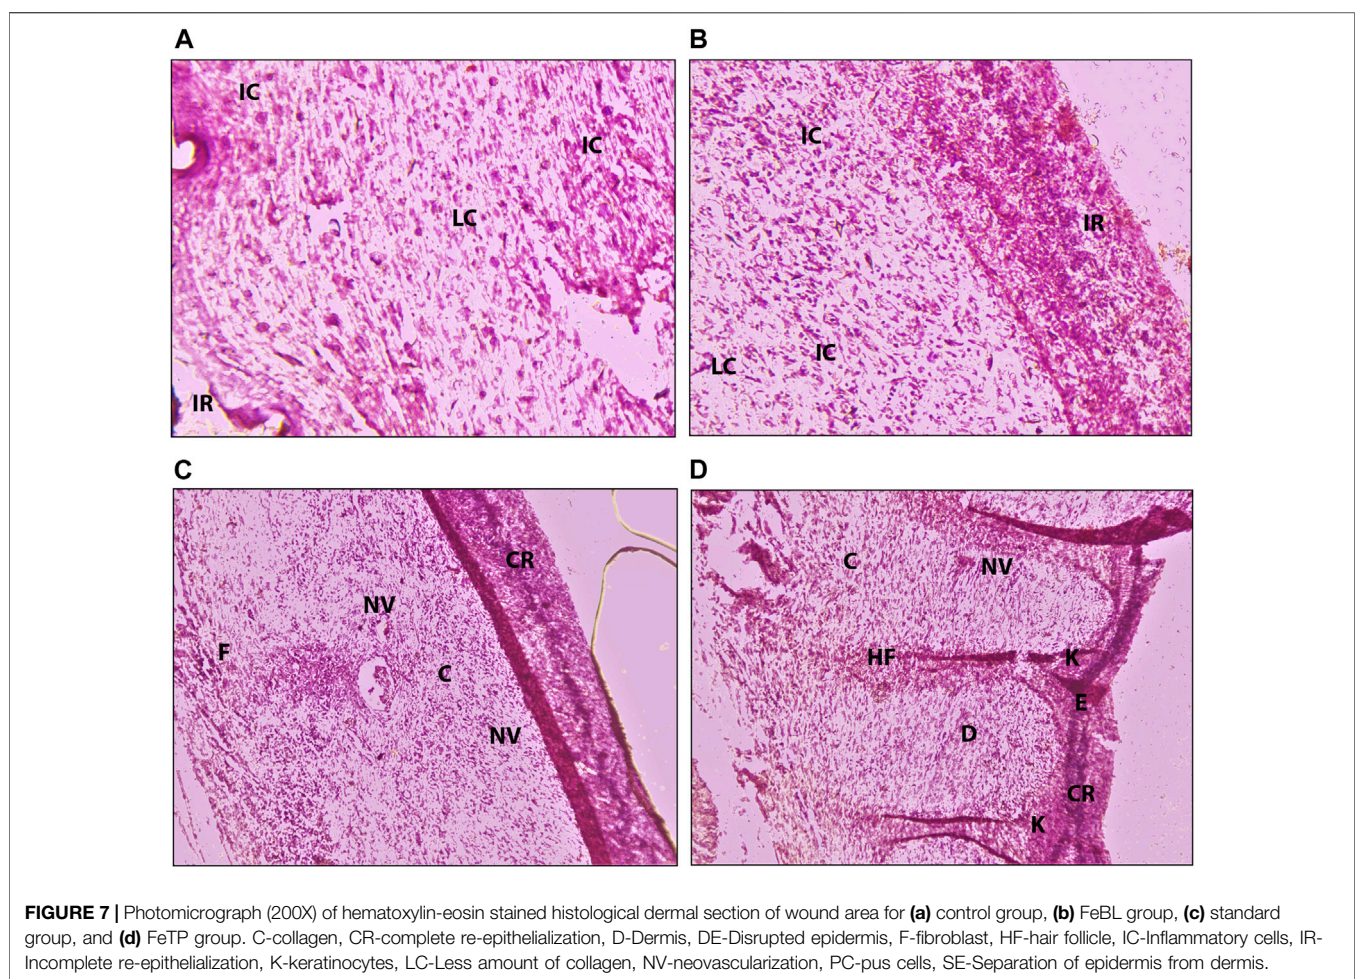 A
B
IC
IC
LC
IR
IC
IR
IC
LC
C
D
CR
NV
F
C
NV
C
NV
HF
K
E
D
CR
K
FIGURE 7 | Photomicrograph (200X) of hematoxylin-eosin stained histological dermal section of wound area for (a) control group, (b) FeBL group, (c) standard
group, and (d) FeTP group. C-collagen, CR-complete re-epithelialization, D-Dermis, DE-Disrupted epidermis, F-fibroblast, HF-hair follicle, IC-Inflammatory cells, IR-
Incomplete re-epithelialization, K-keratinocytes, LC-Less amount of collagen, NV-neovascularization, PC-pus cells, SE-Separation of epidermis from dermis.